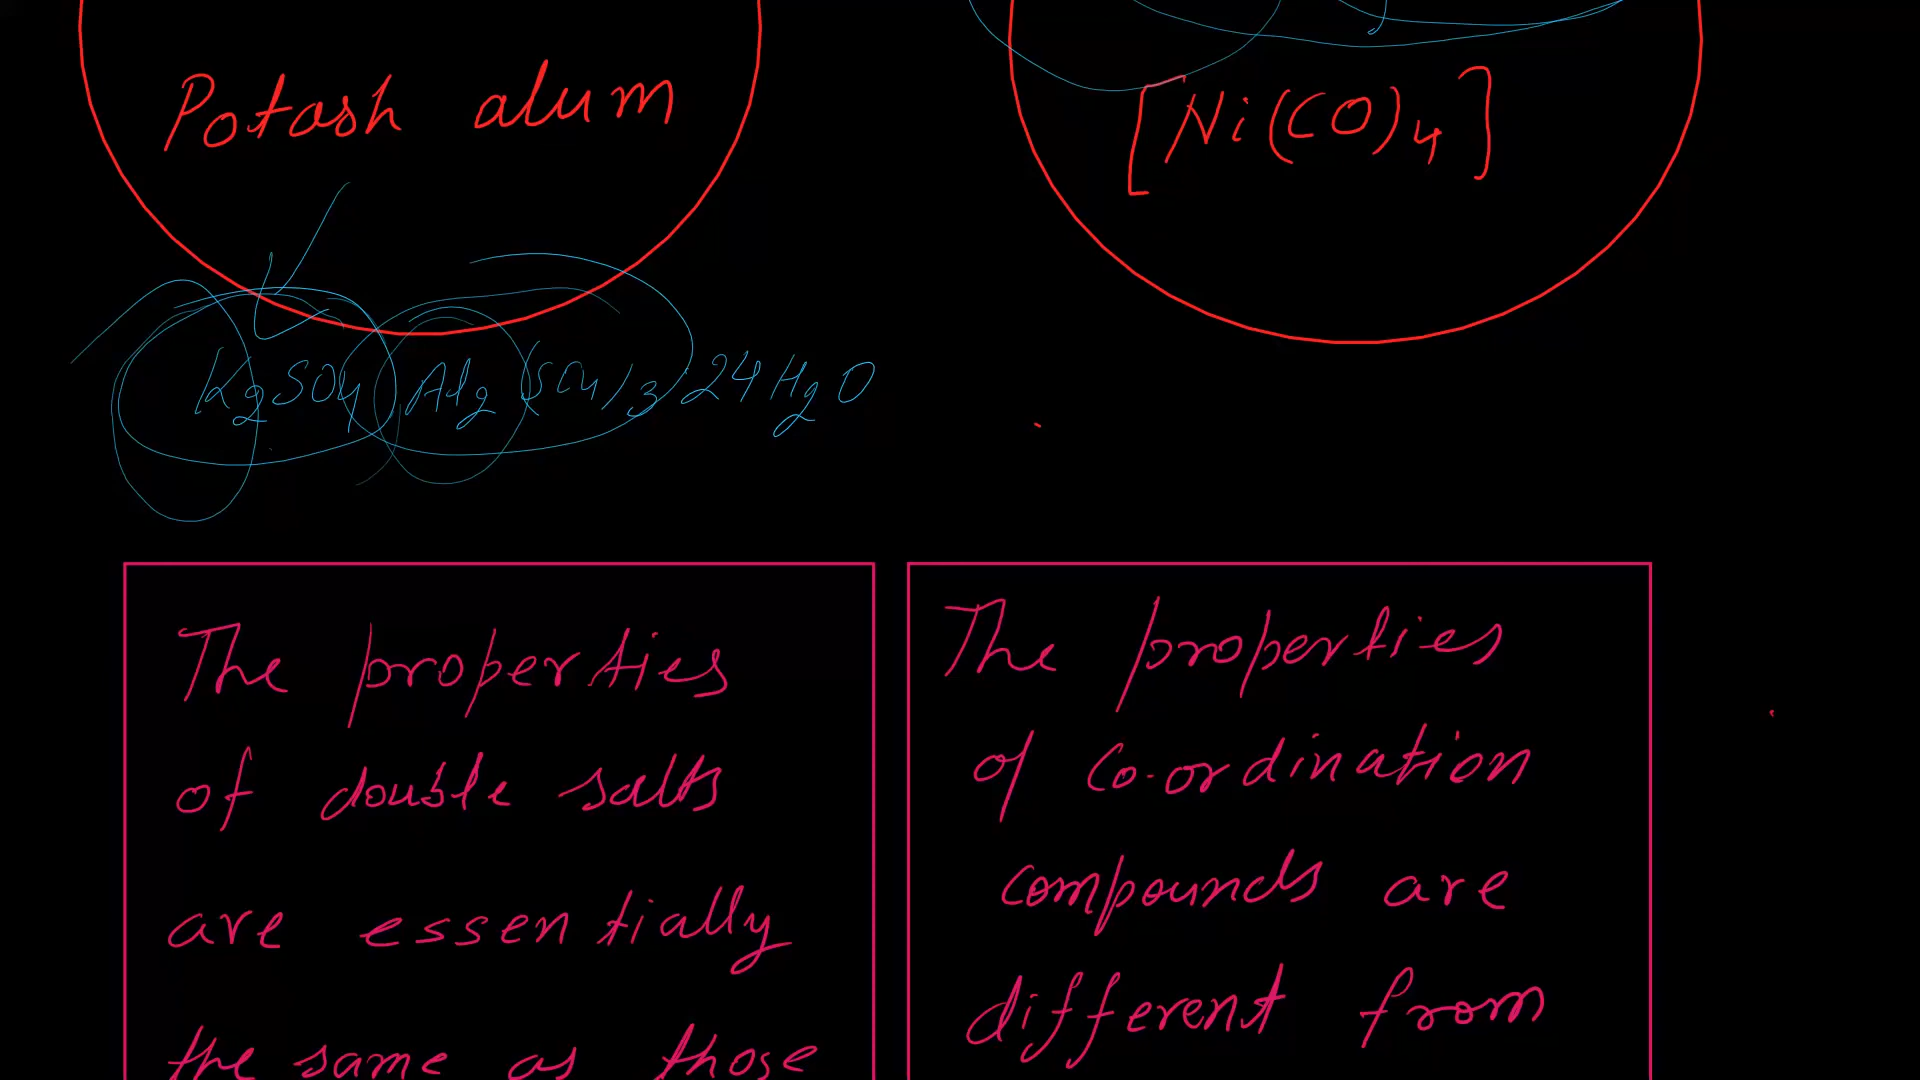 Potash alum
[Ni(CO)4]
K2SO4 Al2(SO4)3 24H2O
The properties
of double salts
are essentially
the same as those
The properties
of Co-ordination
compounds are
different from